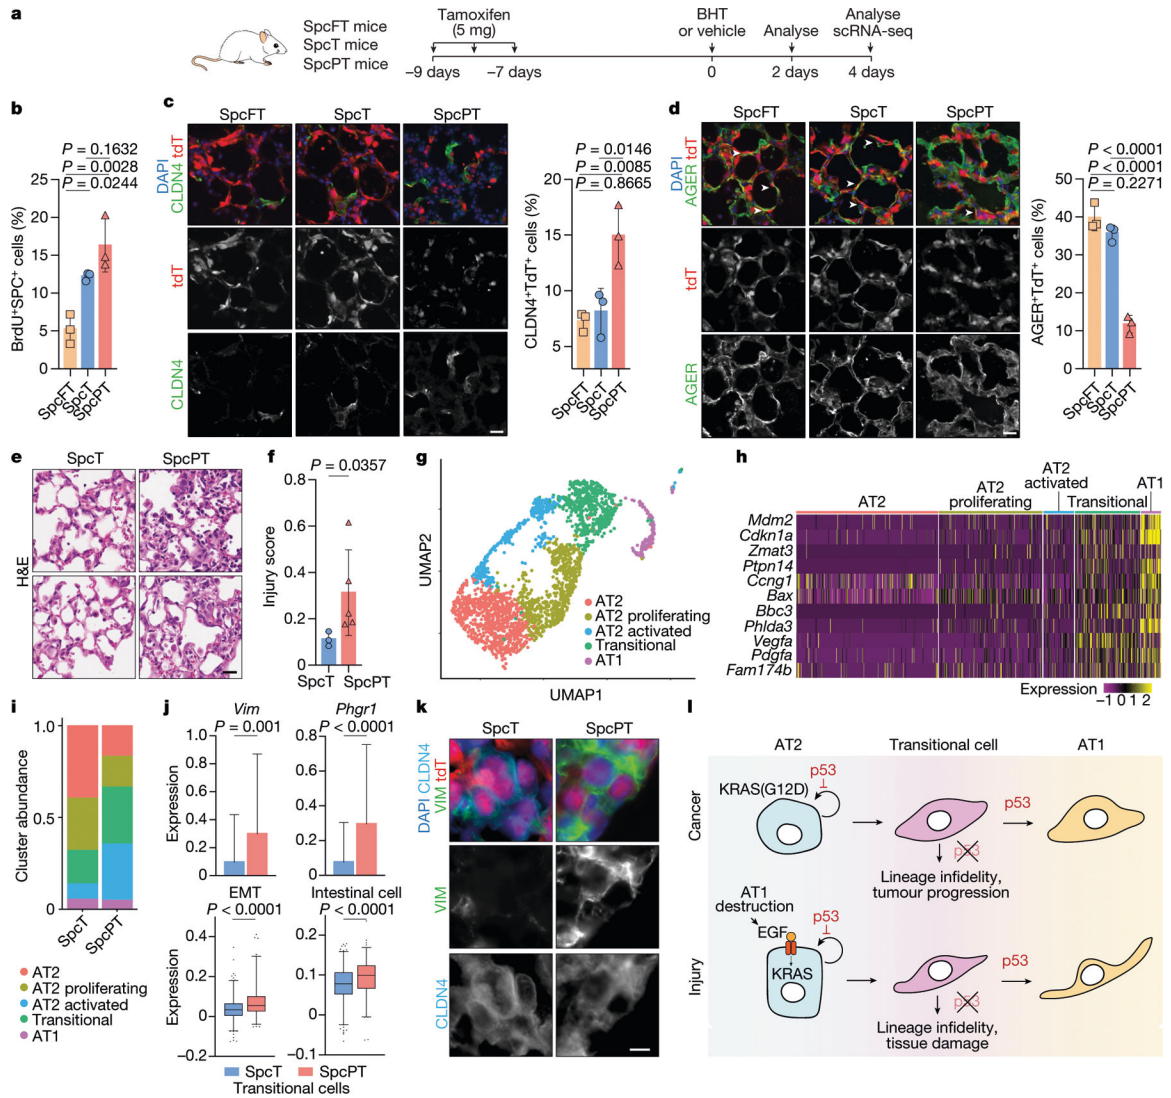 a
SpcFT mice
SpcT mice
SpcPT mice
Tamoxifen
(5 mg)
BHT
or vehicle
Analyse
Analyse
scRNA-seq
−9 days
−7 days
0
2 days
4 days
b
P = 0.1632
P = 0.0028
P = 0.0244
BrdU+SPC+ cells (%)
25
20
15
10
5
0
SpcFT
SpcT
SpcPT
c
SpcFT
SpcT
SpcPT
DAPI
CLDN4 tdT
tdT
CLDN4
P = 0.0146
P = 0.0085
P = 0.8665
CLDN4+TdT+ cells (%)
20
15
10
5
0
SpcFT
SpcT
SpcPT
d
SpcFT
SpcT
SpcPT
DAPI
AGER tdT
tdT
AGER
P < 0.0001
P < 0.0001
P = 0.2271
AGER+TdT+ cells (%)
50
40
30
20
10
0
SpcFT
SpcT
SpcPT
e
SpcT
SpcPT
H&E
f
P = 0.0357
Injury score
0.8
0.6
0.4
0.2
0
SpcT
SpcPT
g
UMAP2
UMAP1
AT2
AT2 proliferating
AT2 activated
Transitional
AT1
h
AT2
AT2
proliferating
AT2
activated
Transitional
AT1
Mdm2
Cdkn1a
Zmat3
Ptpn14
Ccng1
Bax
Bbc3
Phlda3
Vegfa
Pdgfa
Fam174b
Expression
−1 0 1 2
i
Cluster abundance
1.0
0.5
0
SpcT
SpcPT
AT2
AT2 proliferating
AT2 activated
Transitional
AT1
j
Vim
P = 0.001
Expression
1.0
0.8
0.6
0.4
0.2
0
Phgr1
P < 0.0001
0.8
0.6
0.4
0.2
0
EMT
P < 0.0001
Expression
0.4
0.2
0
−0.2
Intestinal cell
P < 0.0001
0.2
0.1
0
−0.1
SpcT
SpcPT
Transitional cells
k
SpcT
SpcPT
DAPI CLDN4
VIM tdT
VIM
CLDN4
l
AT2
Transitional cell
AT1
Cancer
KRAS(G12D)
p53
p53
p53
Lineage infidelity,
tumour progression
Injury
AT1
destruction
EGF
KRAS
p53
p53
p53
Lineage infidelity,
tissue damage